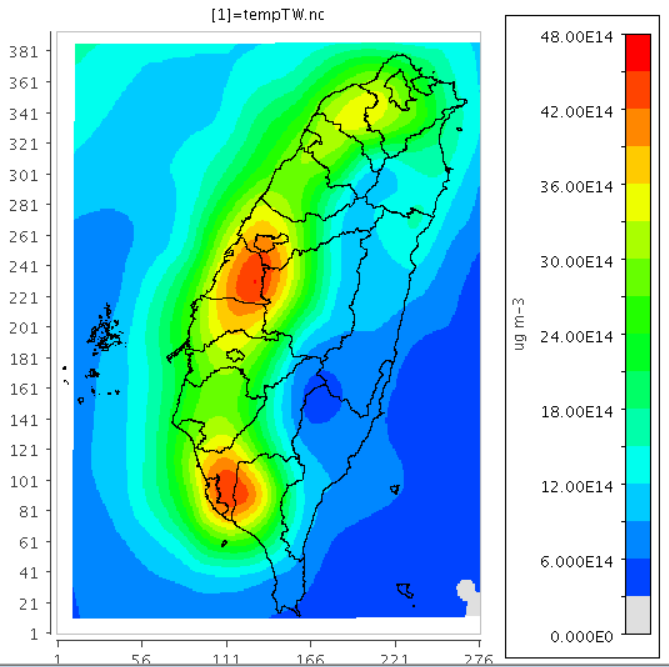 [1]=tempTW.nc
381
361
341
321
301
281
261
241
221
201
181
161
141
121
101
81
61
41
21
1
1 56 111 166 221 276
48.00E14
42.00E14
36.00E14
30.00E14
24.00E14
18.00E14
12.00E14
6.000E14
0.000E0
ug m-3